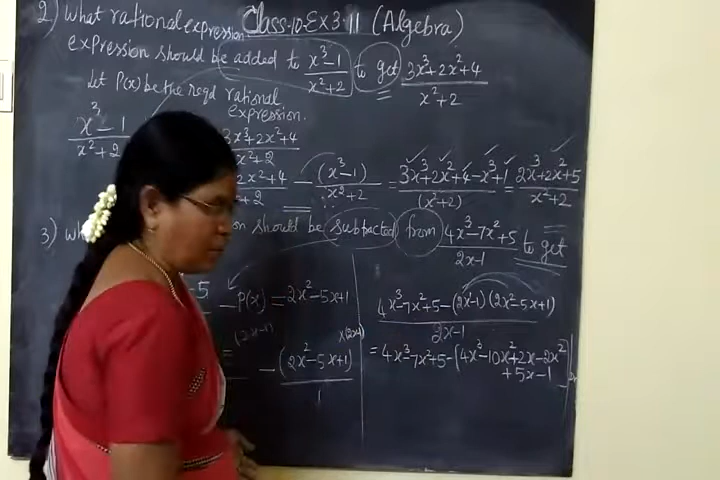 Class-10-Ex 3.11 (Algebra)
2) What rational expression
expression should be added to x³-1/x²+2 to get 3x³+2x²+4/x²+2
Let P(x) be the reqd rational
expression.
x³-1/x²+2 3x³+2x²+4/x²+2
2x²+4/+2 - (x³-1)/x²+2 = 3x³+2x²+4-x³+1/(x²+2) = 2x³+2x²+5/x²+2
3) Wh on should be subtracted from 4x³-7x²+5/2x-1 to get
-5 - P(x) = 2x²-5x+1
= - (2x²-5x+1)/1
4x³-7x²+5-(2x-1)(2x²-5x+1)/2x-1
= 4x³-7x²+5-[4x³-10x²+2x-2x²
+5x-1]